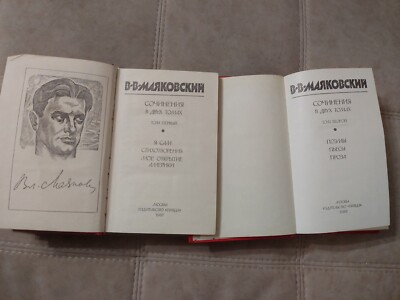 В·В·МАЯКОВСКИЙ
СОЧИНЕНИЯ
В ДВУХ ТОМАХ
ТОМ ПЕРВЫЙ
Я САМ
СТИХОТВОРЕНИЯ
МОЕ ОТКРЫТИЕ
АМЕРИКИ
МОСКВА
ИЗДАТЕЛЬСТВО «ПРАВДА»
1987
В·В·МАЯКОВСКИЙ
СОЧИНЕНИЯ
В ДВУХ ТОМАХ
ТОМ ВТОРОЙ
ПОЭМЫ
ПЬЕСЫ
ПРОЗА
МОСКВА
ИЗДАТЕЛЬСТВО «ПРАВДА»